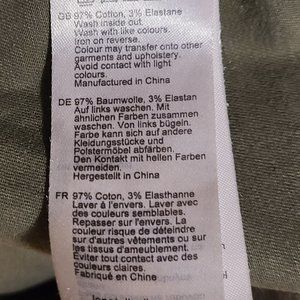 GB 97% Cotton, 3% Elastane
Wash inside out.
Wash with like colours.
Iron on reverse.
Colour may transfer onto other
garments and upholstery.
Avoid contact with light
colours.
Manufactured in China
DE 97% Baumwolle, 3% Elastan
Auf links waschen. Mit
ähnlichen Farben zusammen
waschen. Von links bügeln.
Farbe kann sich auf andere
Kleidungsstücke und
Polstermöbel abfärben.
Den Kontakt mit hellen Farben
vermeiden.
Hergestellt in China
FR 97% Coton, 3% Elasthanne
Laver à l'envers. Laver avec
des couleurs semblables.
Repasser sur l'envers. La
couleur risque de déteindre
sur d'autres vêtements ou sur
les tissus d'ameublement.
Éviter tout contact avec des
couleurs claires.
Fabriqué en Chine